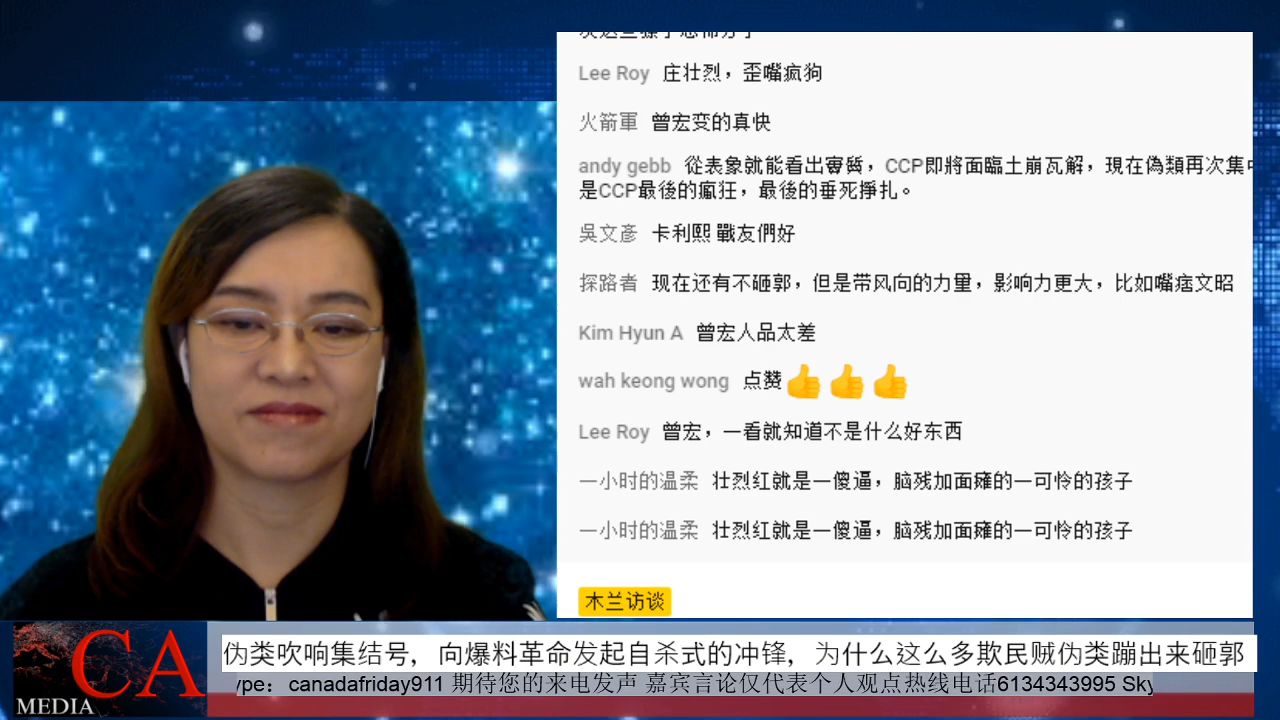 Lee Roy 庄壮烈，歪嘴疯狗
火箭軍 曾宏变的真快
andy gebb 從表象就能看出實質，CCP即將面臨土崩瓦解，現在偽類再次集中
是CCP最後的瘋狂，最後的垂死掙扎。
吳文彥 卡利熙 戰友們好
探路者 现在还有不砸郭，但是带风向的力量，影响力更大，比如嘴痞文昭
Kim Hyun A 曾宏人品太差
wah keong wong 点赞👍👍👍
Lee Roy 曾宏，一看就知道不是什么好东西
一小时的温柔 壮烈红就是一傻逼，脑残加面瘫的一可怜的孩子
一小时的温柔 壮烈红就是一傻逼，脑残加面瘫的一可怜的孩子
木兰访谈
CA
MEDIA
伪类吹响集结号，向爆料革命发起自杀式的冲锋，为什么这么多欺民贼伪类蹦出来砸郭
ype：canadafriday911 期待您的来电发声 嘉宾言论仅代表个人观点热线电话6134343995 Sky